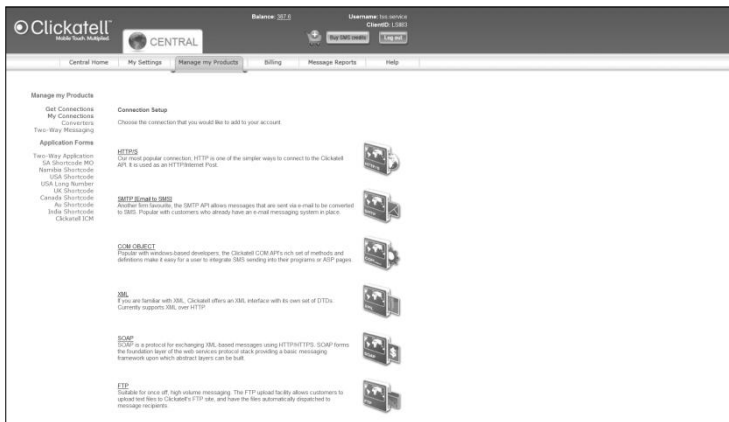 Clickatell
Mobile Touch. Multiplied.
CENTRAL
Balance: 367.6
Username:
ClientID:
Buy SMS credits
Log out
Central Home
My Settings
Manage my Products
Billing
Message Reports
Help
Manage my Products
Get Connections
My Connections
Converters
Two-Way Messaging
Application Forms
Two-Way Application
SA Shortcode MO
Namibe Shortcode
USA Shortcode
USA Long Number
UK Shortcode
Canada Shortcode
Au Shortcode
India Shortcode
Clickatell ICM
Connection Setup
Choose the connection that you would like to add to your account
HTTP/S
Our most popular connection, HTTP is one of the simpler ways to connect to the Clickatell
API. It is used as an HTTP/Internet Post.
SMTP [Email to SMS]
Another firm favourite, the SMTP API allows messages that are sent via e-mail to be converted
to SMS. Popular with customers who already have an e-mail messaging system in place.
COM OBJECT
Popular with windows-based developers, the Clickatell COM API's rich set of methods and
definitions make it easy for a user to integrate SMS sending into their programs or ASP pages.
XML
If you are familiar with XML, Clickatell offers an XML interface with its own set of DTDs.
Currently supports XML over HTTP
SOAP
SOAP is a protocol for exchanging XML-based messages using HTTP/HTTPS. SOAP forms
the foundation layer of the web services protocol stack providing a basic messaging
framework upon which abstract layers can be built
FTP
Suitable for once off, high volume messaging. The FTP upload facility allows customers to
upload text files to Clickatell's FTP site, and have the files automatically dispatched to
message recipients.